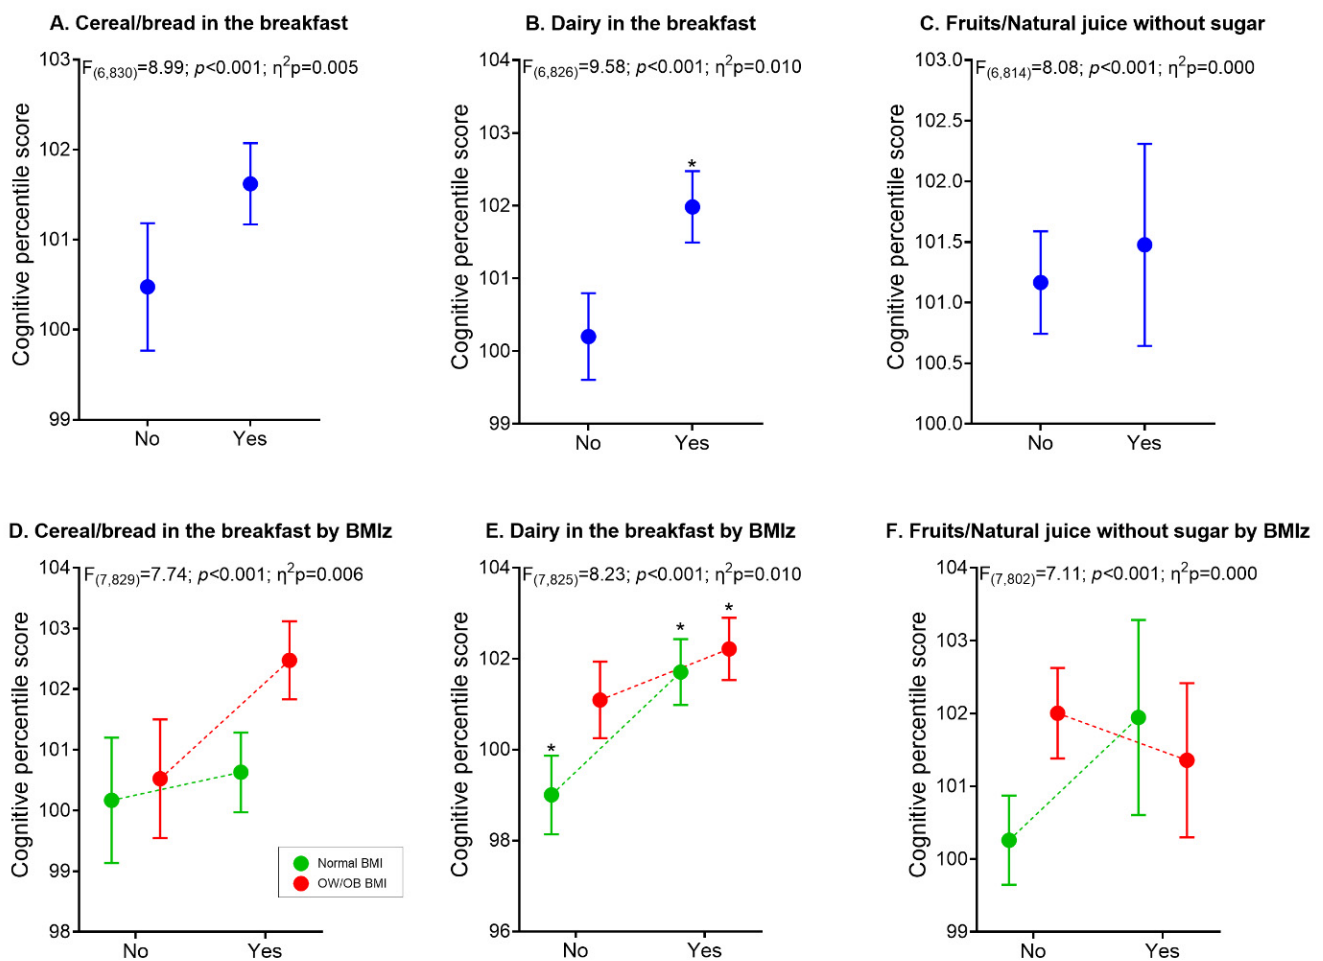 A. Cereal/bread in the breakfast
F(6,830)=8.99; p<0.001; η²p=0.005
Cognitive percentile score
103
102
101
100
99
No Yes
B. Dairy in the breakfast
F(6,826)=9.58; p<0.001; η²p=0.010
Cognitive percentile score
104
103
*
102
101
100
99
No Yes
C. Fruits/Natural juice without sugar
F(6,814)=8.08; p<0.001; η²p=0.000
Cognitive percentile score
103.0
102.5
102.0
101.5
101.0
100.5
100.0
No Yes
D. Cereal/bread in the breakfast by BMIz
F(7,829)=7.74; p<0.001; η²p=0.006
Cognitive percentile score
104
103
102
101
100
99
98
Normal BMI
OW/OB BMI
No Yes
E. Dairy in the breakfast by BMIz
F(7,825)=8.23; p<0.001; η²p=0.010
Cognitive percentile score
104
* * *
102
100
98
96
No Yes
F. Fruits/Natural juice without sugar by BMIz
F(7,802)=7.11; p<0.001; η²p=0.000
Cognitive percentile score
104
103
102
101
100
99
No Yes